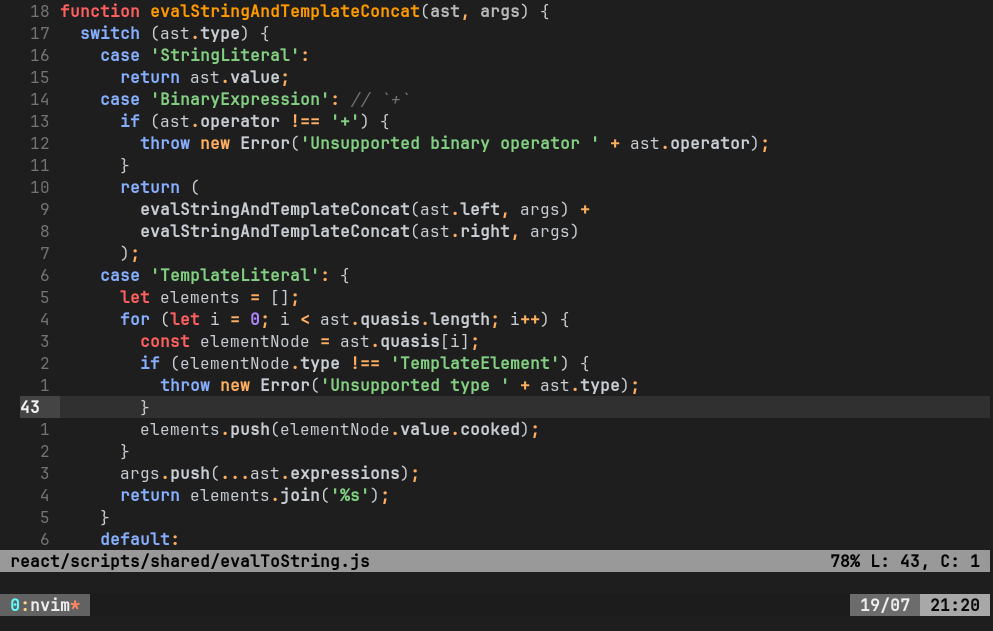 18 function evalStringAndTemplateConcat(ast, args) {
17   switch (ast.type) {
16     case 'StringLiteral':
15       return ast.value;
14     case 'BinaryExpression': // `+`
13       if (ast.operator !== '+') {
12         throw new Error('Unsupported binary operator ' + ast.operator);
11       }
10       return (
 9         evalStringAndTemplateConcat(ast.left, args) +
 8         evalStringAndTemplateConcat(ast.right, args)
 7       );
 6     case 'TemplateLiteral': {
 5       let elements = [];
 4       for (let i = 0; i < ast.quasis.length; i++) {
 3         const elementNode = ast.quasis[i];
 2         if (elementNode.type !== 'TemplateElement') {
 1           throw new Error('Unsupported type ' + ast.type);
43         }
 1         elements.push(elementNode.value.cooked);
 2       }
 3       args.push(...ast.expressions);
 4       return elements.join('%s');
 5     }
 6     default:
react/scripts/shared/evalToString.js 78% L: 43, C: 1
0:nvim* 19/07 21:20